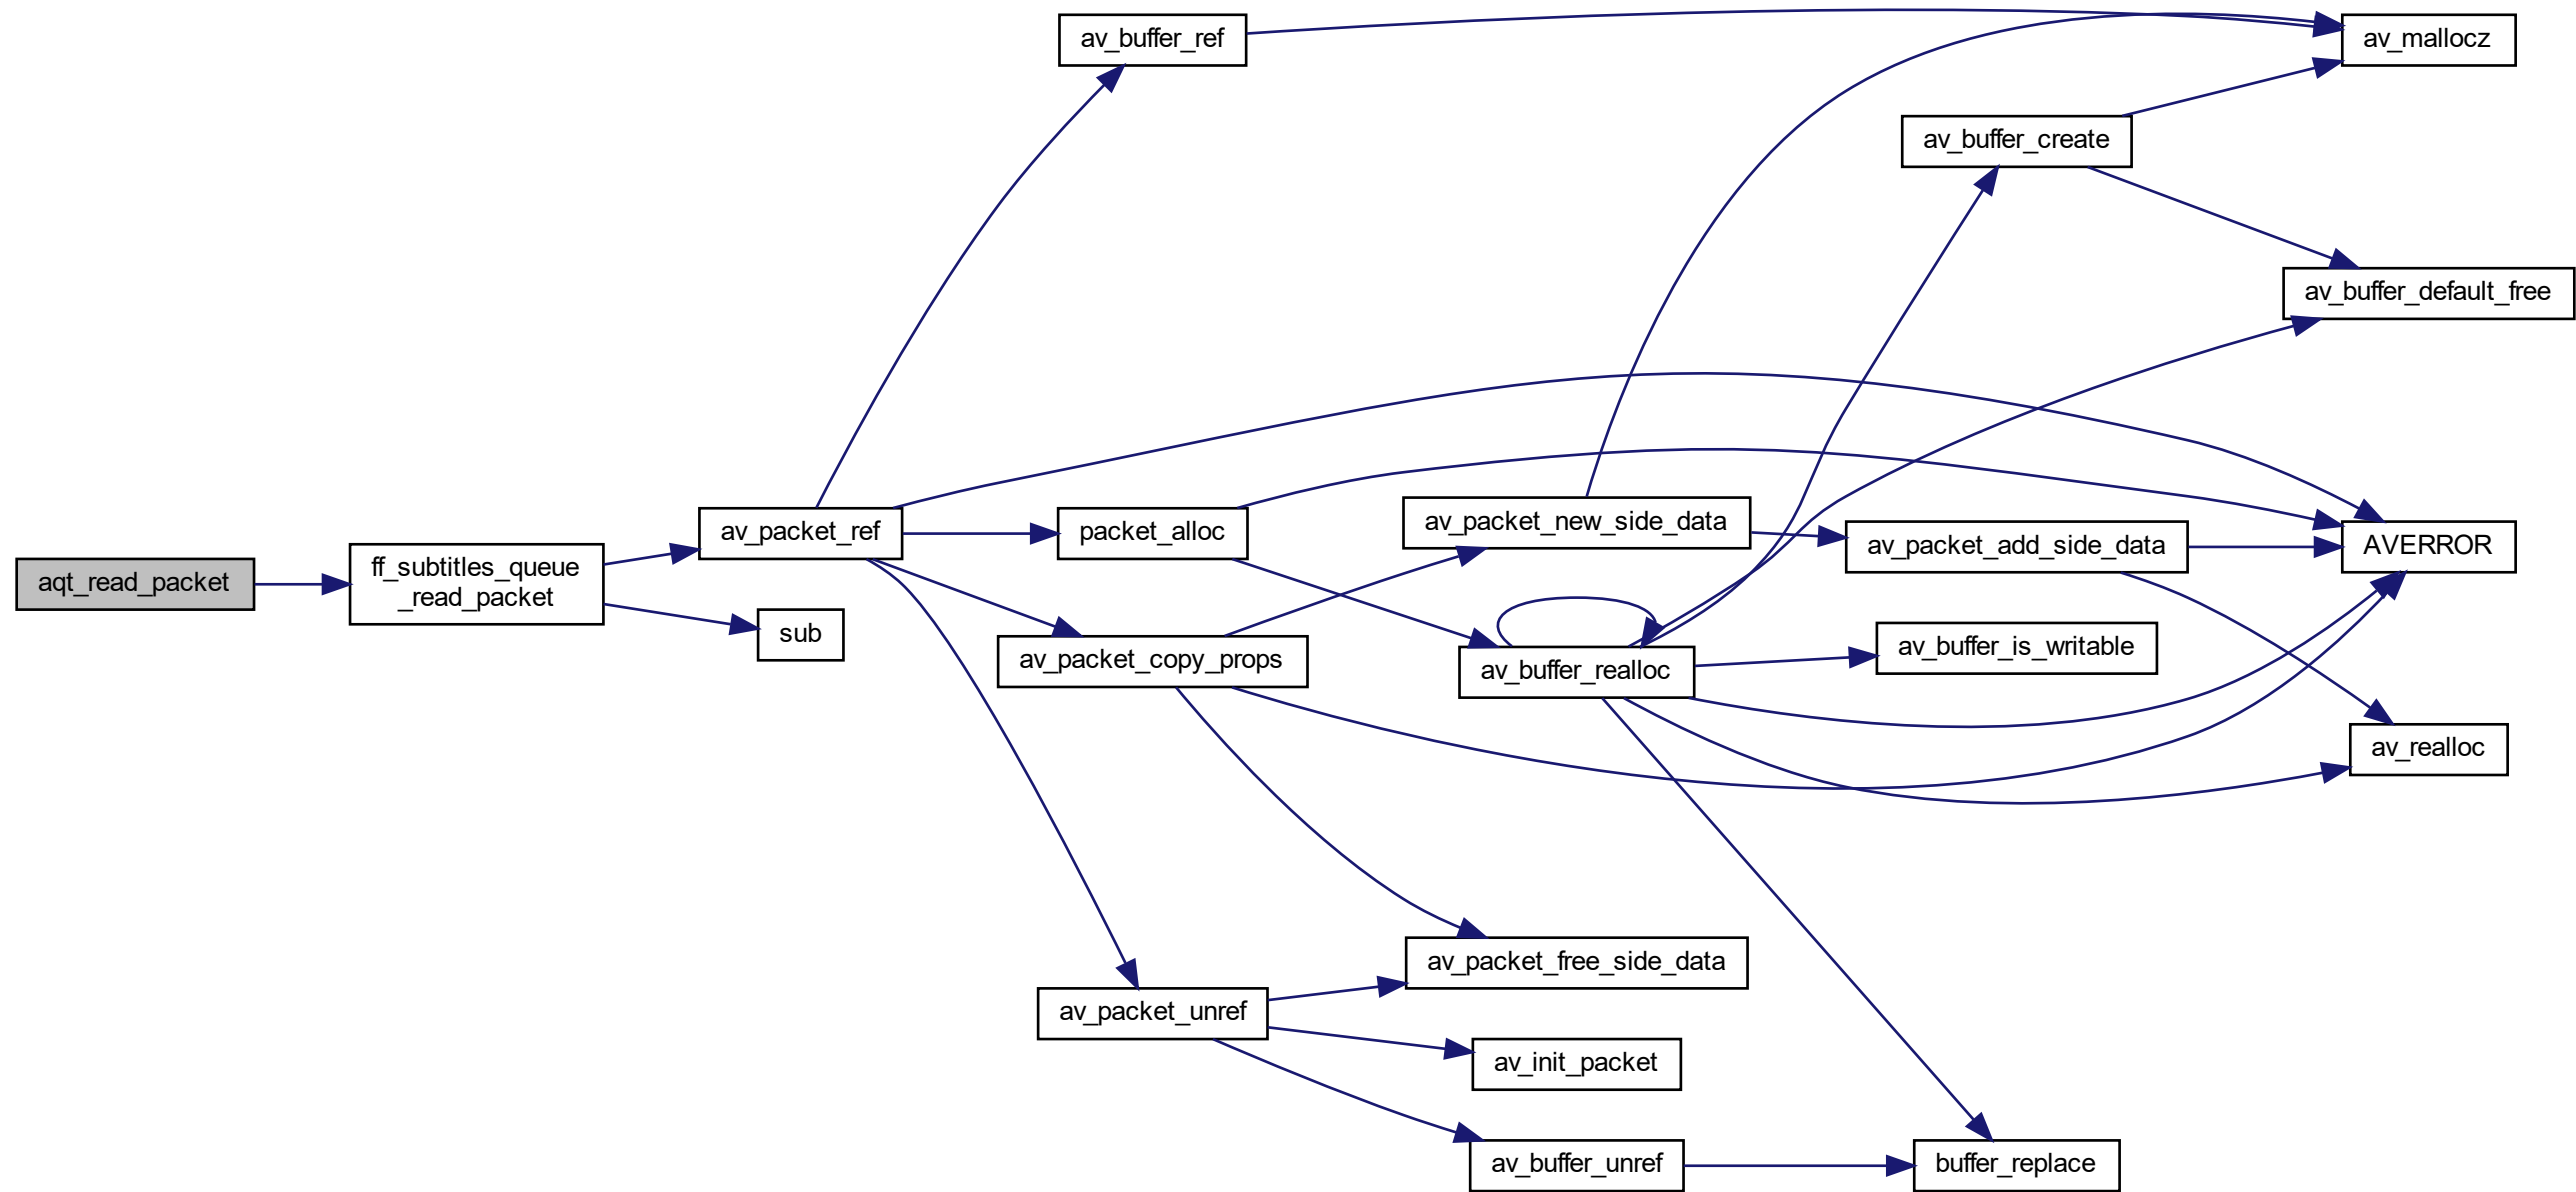 av_buffer_ref
av_mallocz
av_buffer_create
av_buffer_default_free
av_packet_ref
packet_alloc
av_packet_new_side_data
av_packet_add_side_data
AVERROR
aqt_read_packet
ff_subtitles_queue
_read_packet
sub
av_packet_copy_props
av_buffer_realloc
av_buffer_is_writable
av_realloc
av_packet_free_side_data
av_packet_unref
av_init_packet
av_buffer_unref
buffer_replace